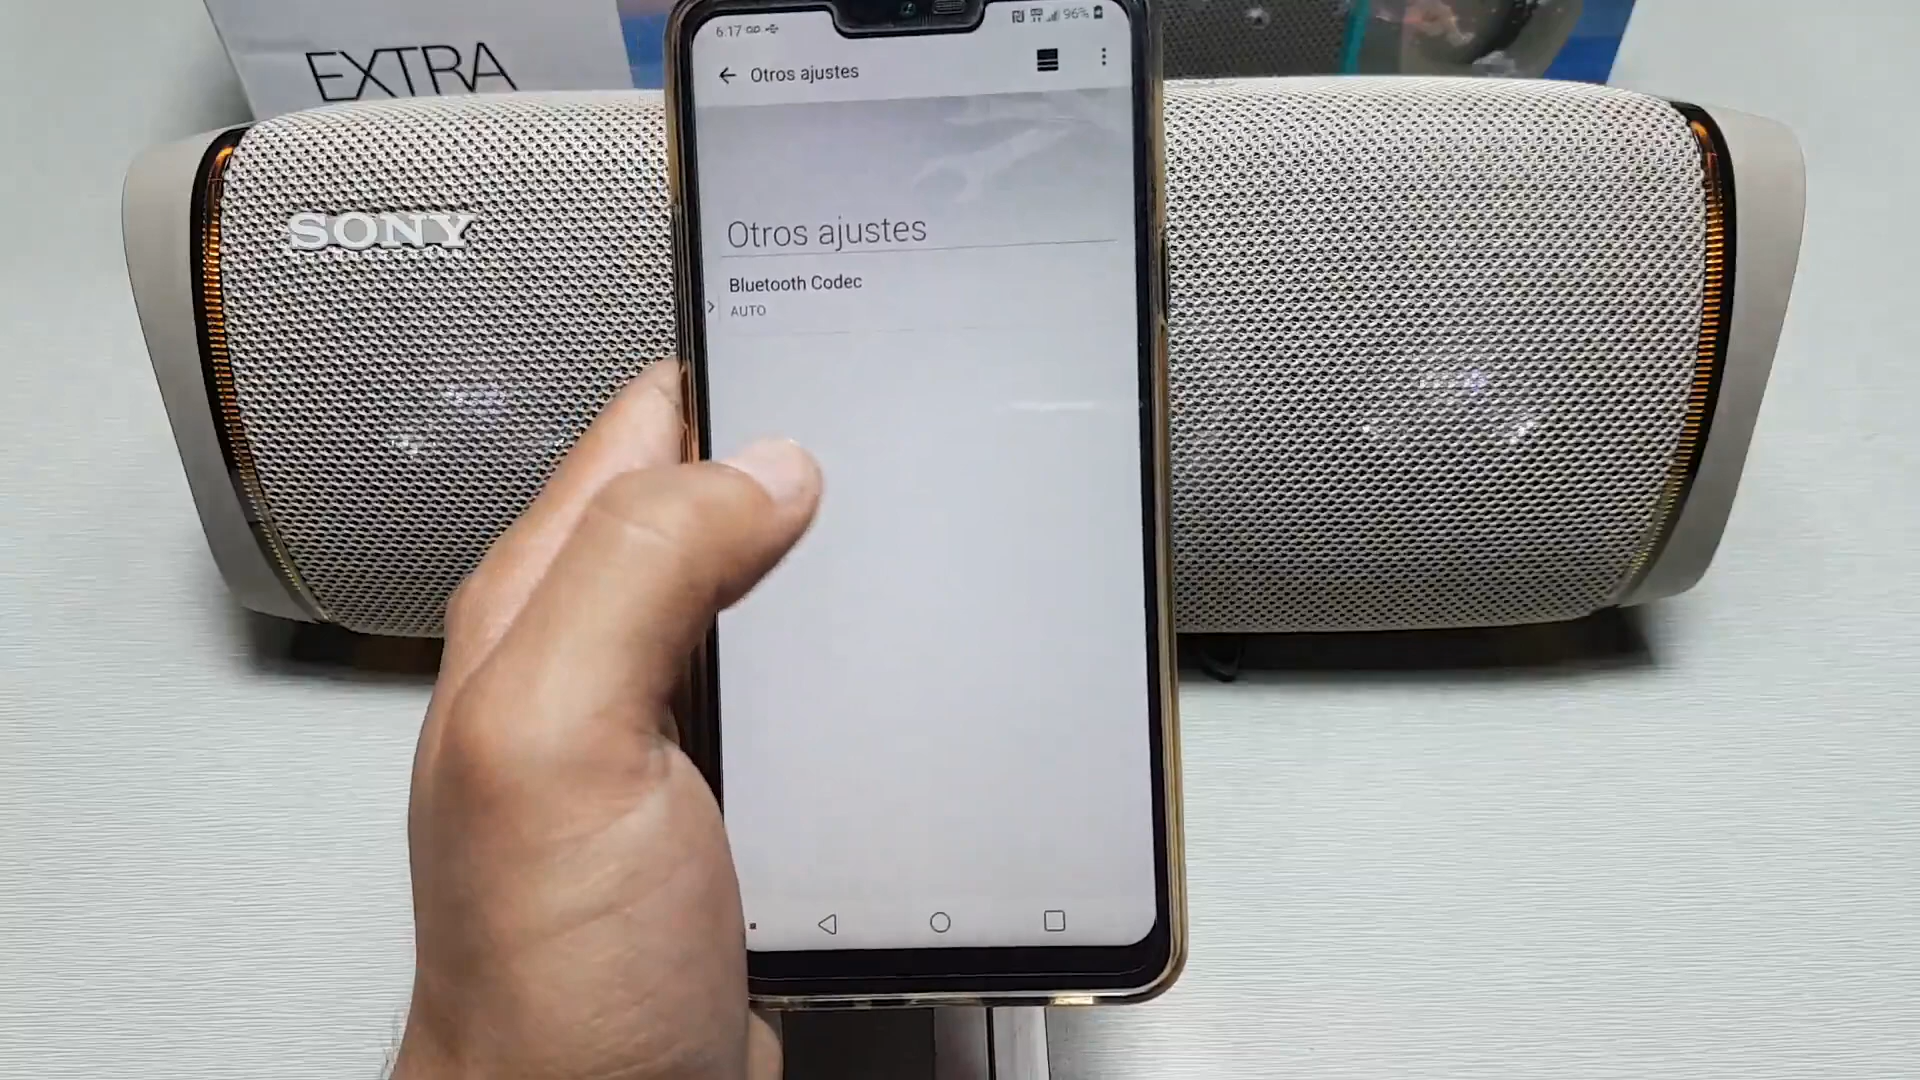 EXTRA
SONY
6:17
96%
Otros ajustes
Otros ajustes
Bluetooth Codec
AUTO